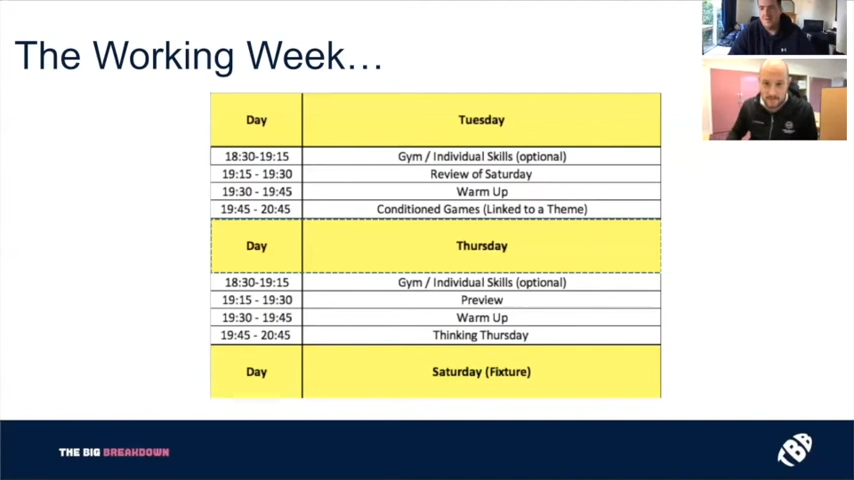 The Working Week…
Day Tuesday
18:30-19:15 Gym / Individual Skills (optional)
19:15 - 19:30 Review of Saturday
19:30 - 19:45 Warm Up
19:45 - 20:45 Conditioned Games (Linked to a Theme)
Day Thursday
18:30-19:15 Gym / Individual Skills (optional)
19:15 - 19:30 Preview
19:30 - 19:45 Warm Up
19:45 - 20:45 Thinking Thursday
Day Saturday (Fixture)
THE BIG BREAKDOWN
TBB